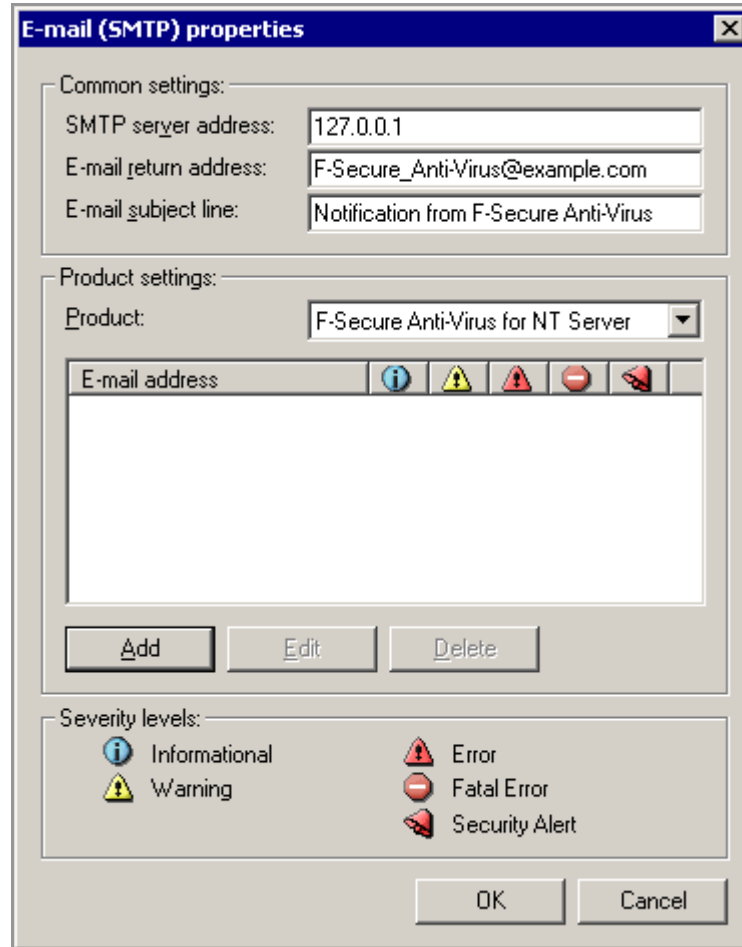 E-mail (SMTP) properties
Common settings:
SMTP server address: 127.0.0.1
E-mail return address: F-Secure_Anti-Virus@example.com
E-mail subject line: Notification from F-Secure Anti-Virus
Product settings:
Product: F-Secure Anti-Virus for NT Server
E-mail address
Add Edit Delete
Severity levels:
Informational Error
Warning Fatal Error
Security Alert
OK Cancel